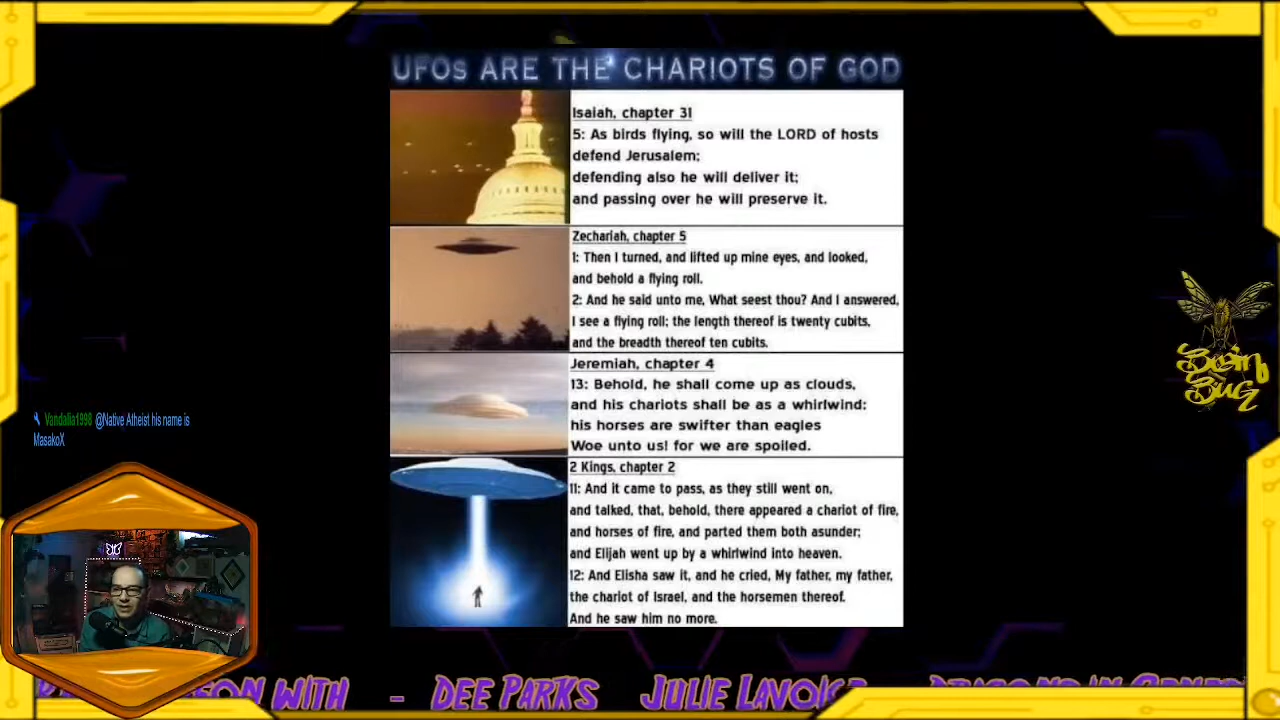 UFOs ARE THE CHARIOTS OF GOD
Isaiah, chapter 31
5: As birds flying, so will the LORD of hosts
defend Jerusalem;
defending also he will deliver it;
and passing over he will preserve it.
Zechariah, chapter 5
1: Then I turned, and lifted up mine eyes, and looked,
and behold a flying roll.
2: And he said unto me, What seest thou? And I answered,
I see a flying roll; the length thereof is twenty cubits,
and the breadth thereof ten cubits.
Jeremiah, chapter 4
13: Behold, he shall come up as clouds,
and his chariots shall be as a whirlwind:
his horses are swifter than eagles
Woe unto us! for we are spoiled.
2 Kings, chapter 2
11: And it came to pass, as they still went on,
and talked, that, behold, there appeared a chariot of fire,
and horses of fire, and parted them both asunder;
and Elijah went up by a whirlwind into heaven.
12: And Elisha saw it, and he cried, My father, my father,
the chariot of Israel, and the horsemen thereof.
And he saw him no more.
Vandalia1998 @Native Atheist his name is
MasakoX
Bug
WITH - DEE PARKS JULIE